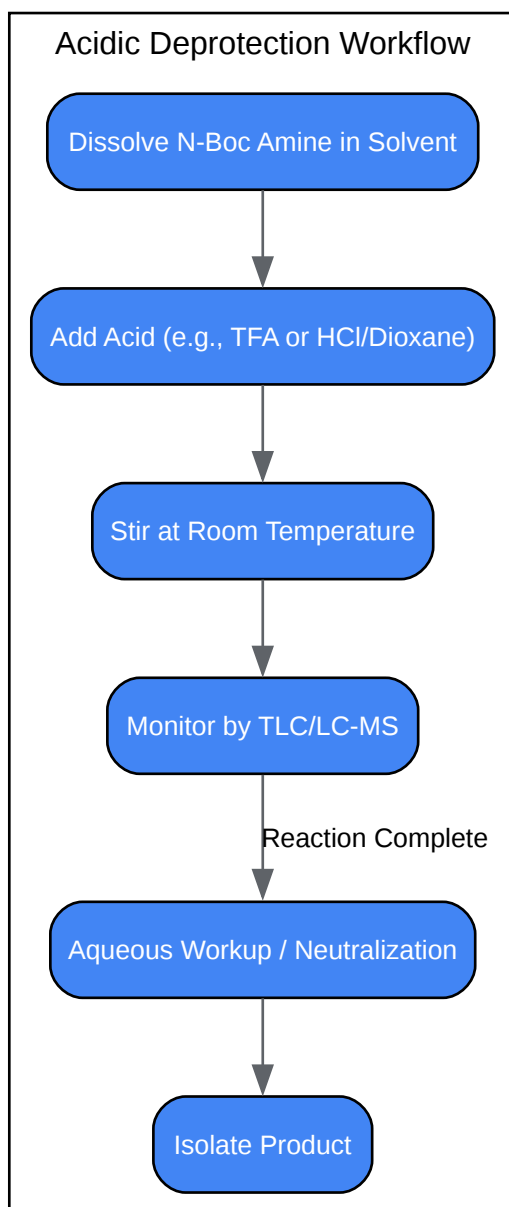 Acidic Deprotection Workflow
Dissolve N-Boc Amine in Solvent
Add Acid (e.g., TFA or HCl/Dioxane)
Stir at Room Temperature
Monitor by TLC/LC-MS
Reaction Complete
Aqueous Workup / Neutralization
Isolate Product